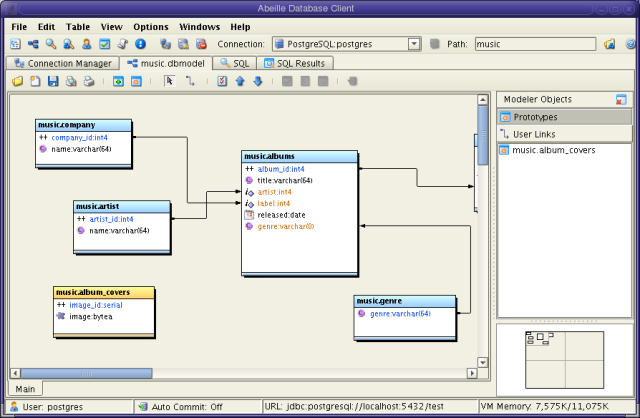 Abeille Database Client
File Edit Table View Options Windows Help
Connection: PostgreSQL:postgres Path: music
Connection Manager music.dbmodel SQL SQL Results
Modeler Objects
Prototypes
User Links
music.album_covers
music.company
++ company_id:int4
name:varchar(64)
music.albums
++ album_id:int4
title:varchar(64)
artist:int4
label:int4
released:date
genre:varchar(0)
music.artist
++ artist_id:int4
name:varchar(64)
music.album_covers
++ image_id:serial
image:bytea
music.genre
genre:varchar(64)
Main
User: postgres Auto Commit: Off URL: jdbc:postgresql://localhost:5432/test VM Memory: 7,575K/11,075K